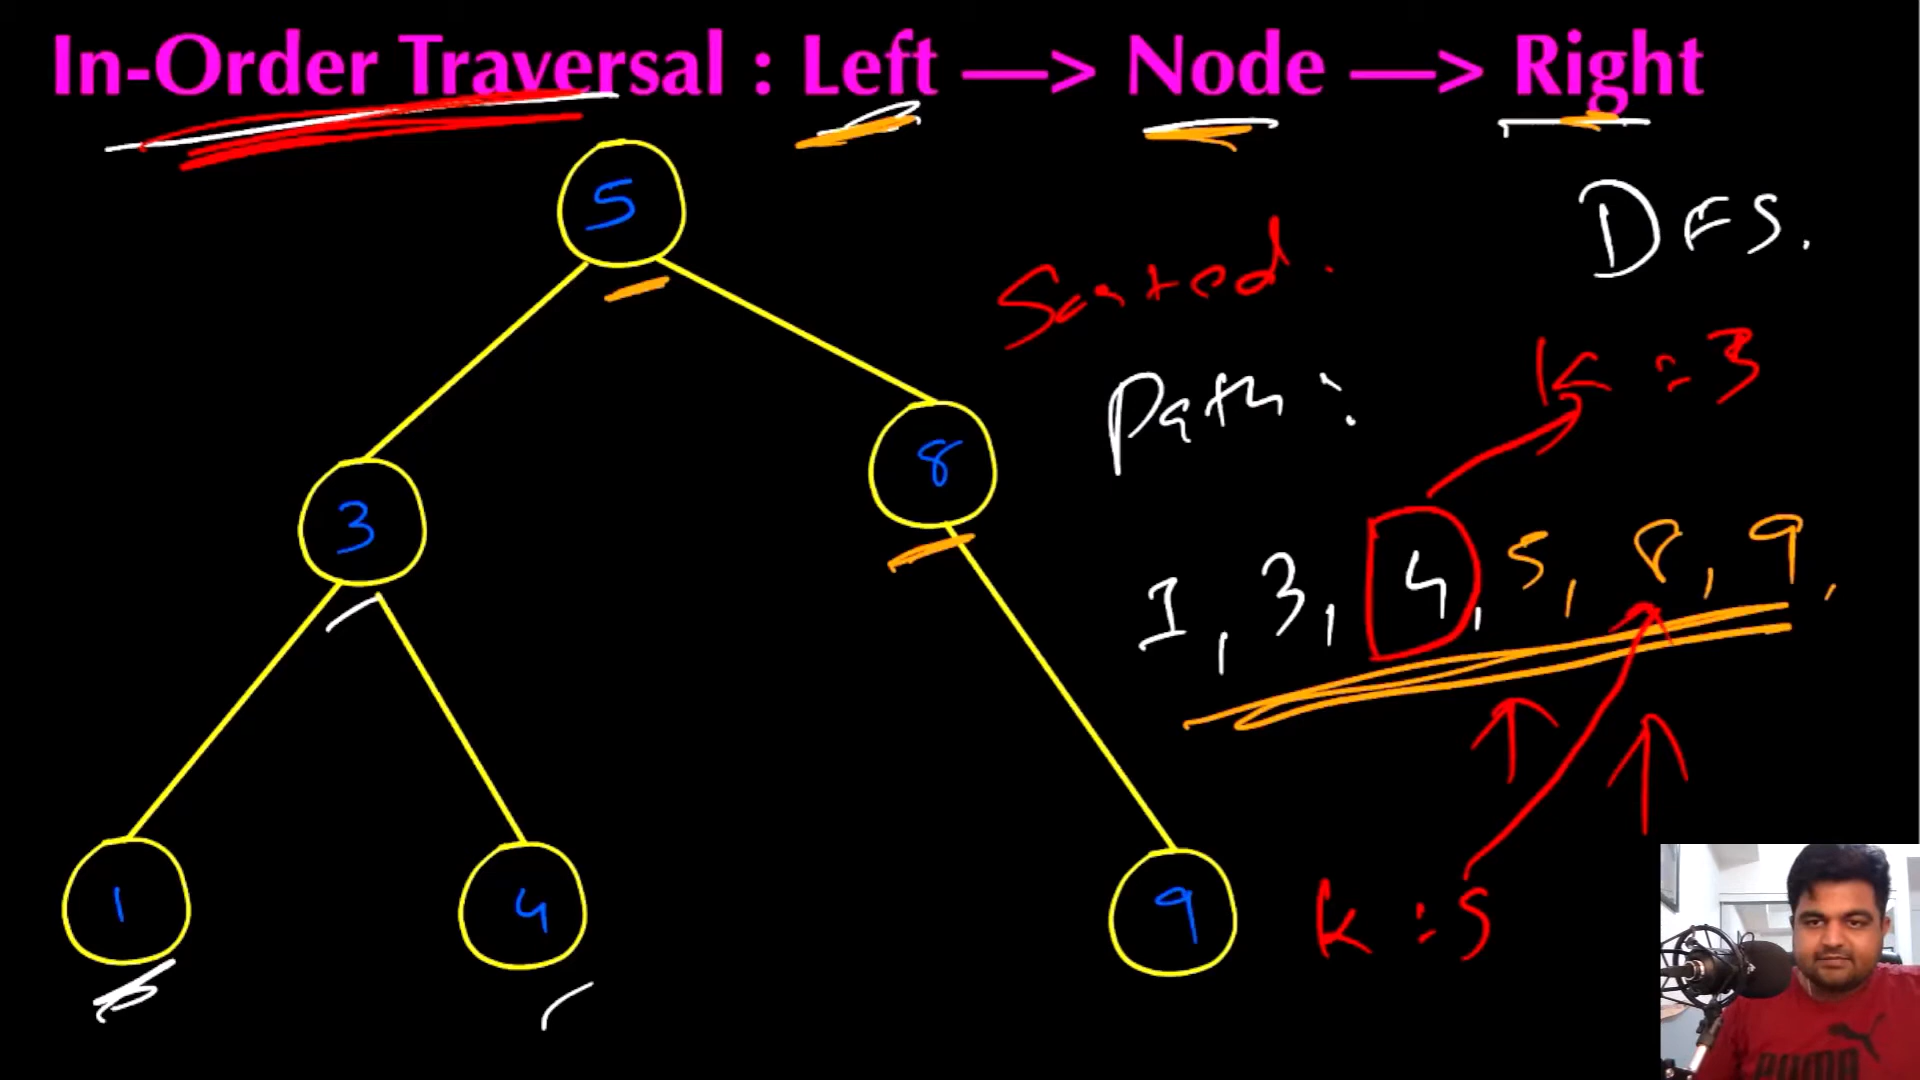 In-Order Traversal : Left —> Node —> Right
5
DFS.
Sorted.
K = 3
Path :
8
3
1, 3, 4, 5, 8, 9,
1
4
9
K = 5
PUMA